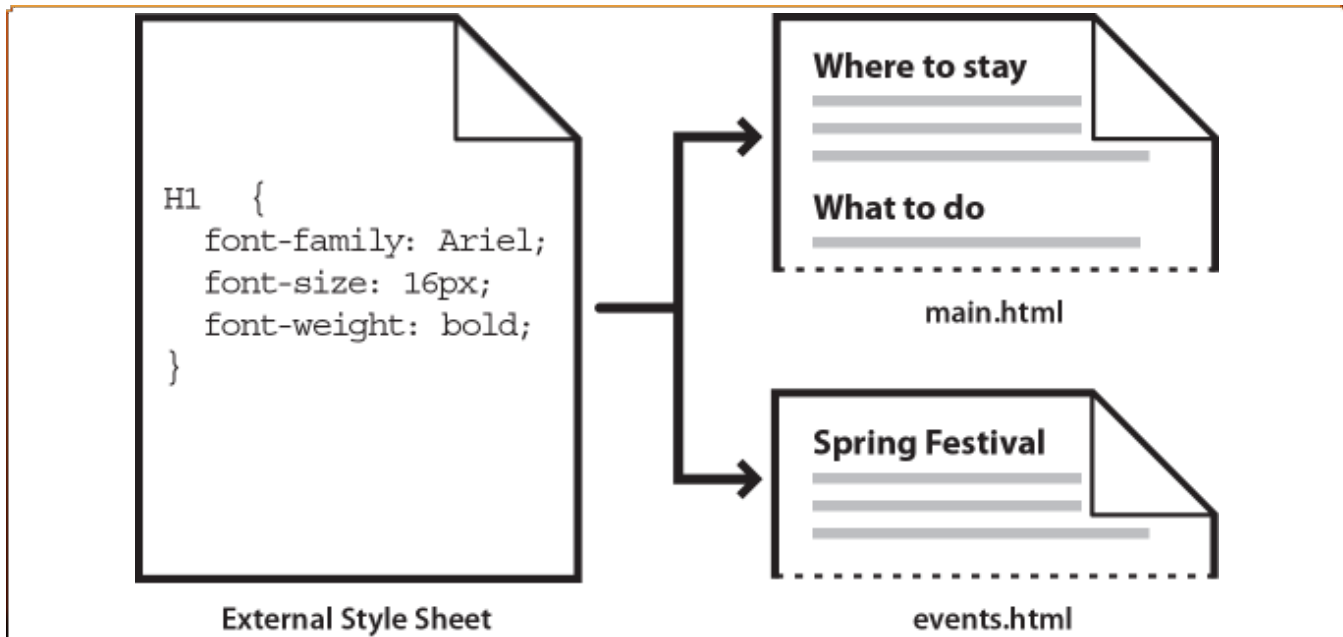 H1 {
font-family: Ariel;
font-size: 16px;
font-weight: bold;
}
External Style Sheet
Where to stay
What to do
main.html
Spring Festival
events.html